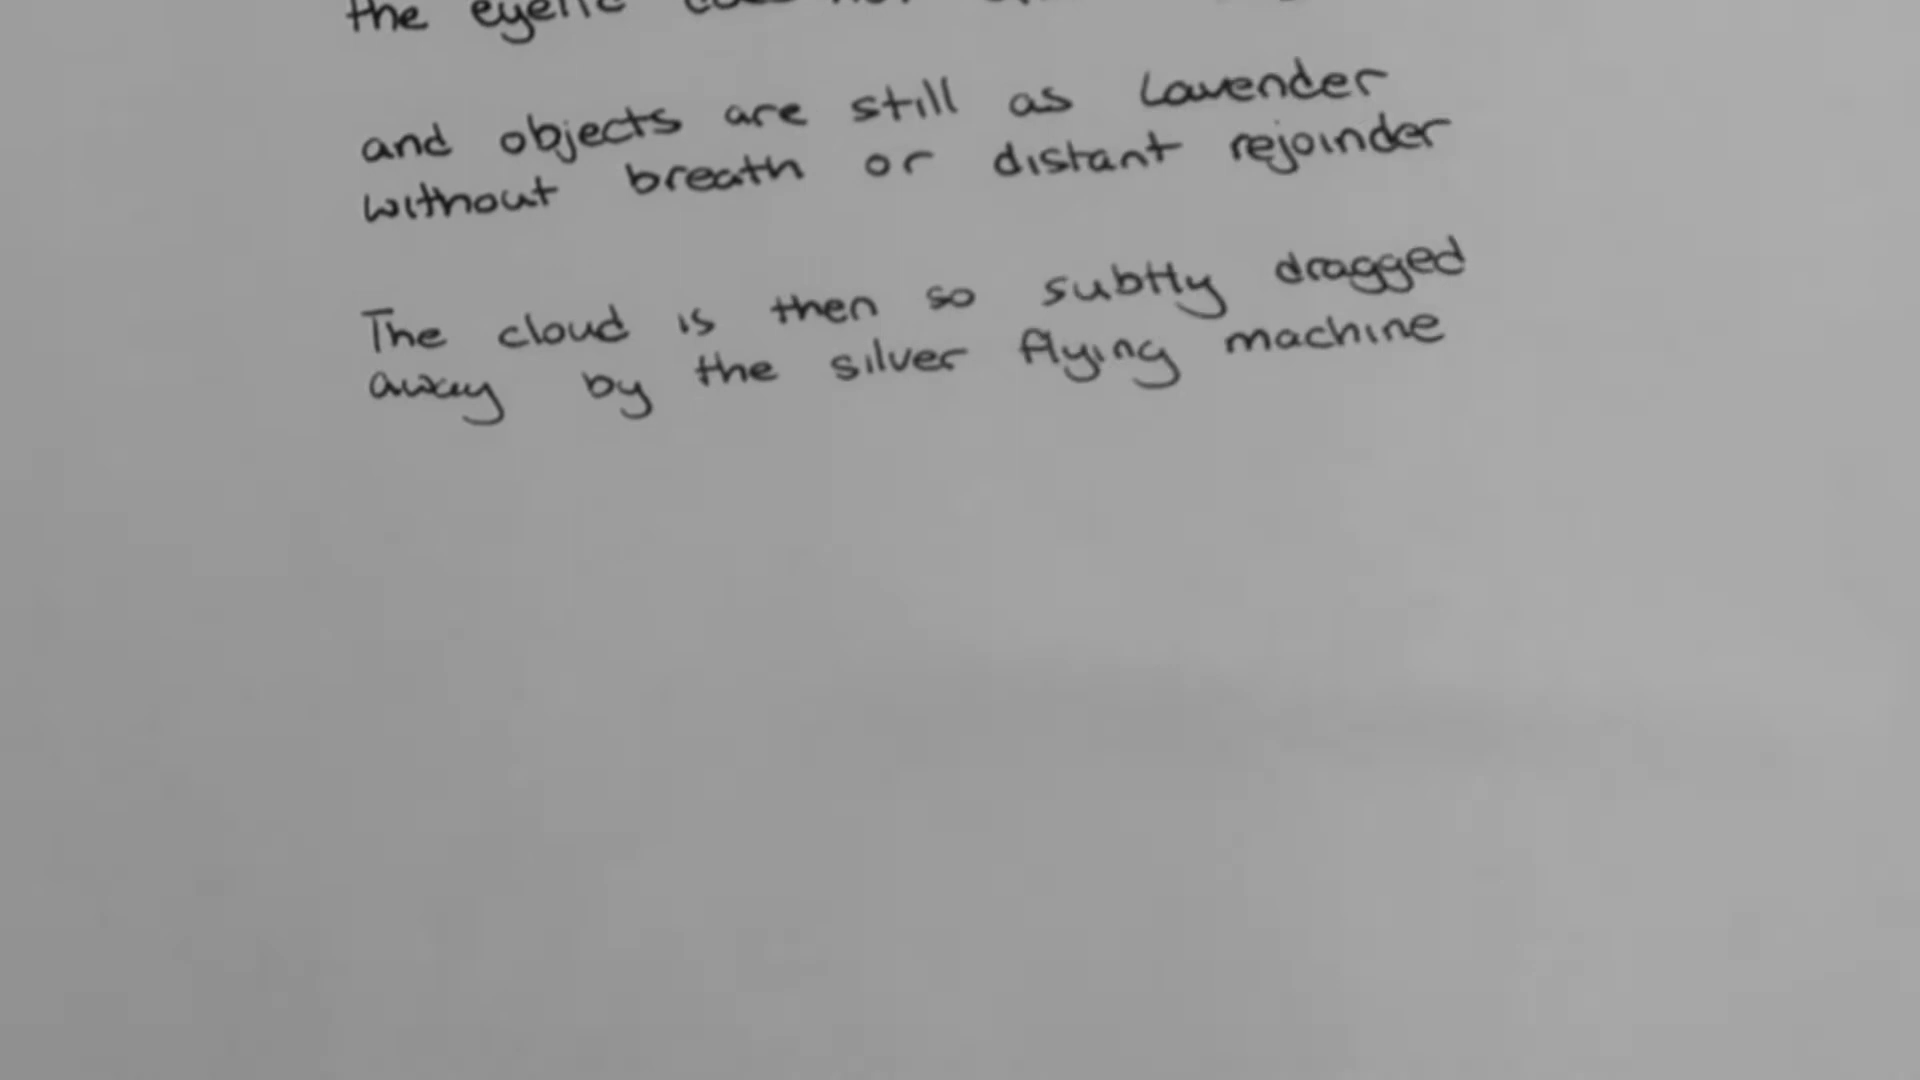 the
and objects are still as Lavender
without breath or distant rejoinder
The cloud is then so subtly dragged
away by the silver flying machine